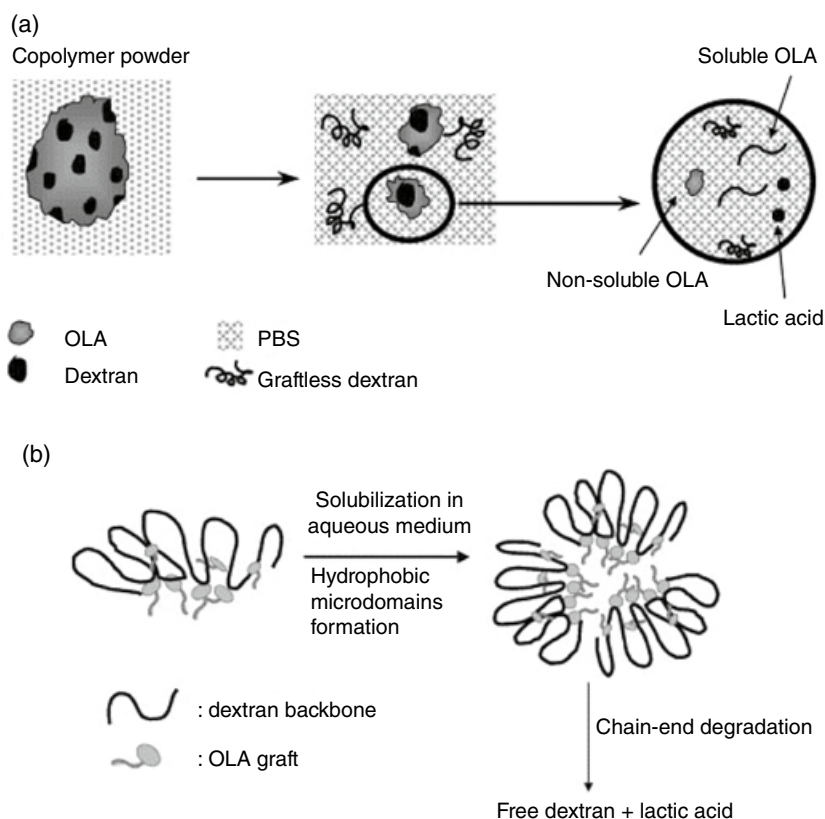 (a)
Copolymer powder
Soluble OLA
Non-soluble OLA
Lactic acid
OLA
PBS
Dextran
Graftless dextran
(b)
Solubilization in
aqueous medium
Hydrophobic
microdomains
formation
: dextran backbone
: OLA graft
Chain-end degradation
Free dextran + lactic acid